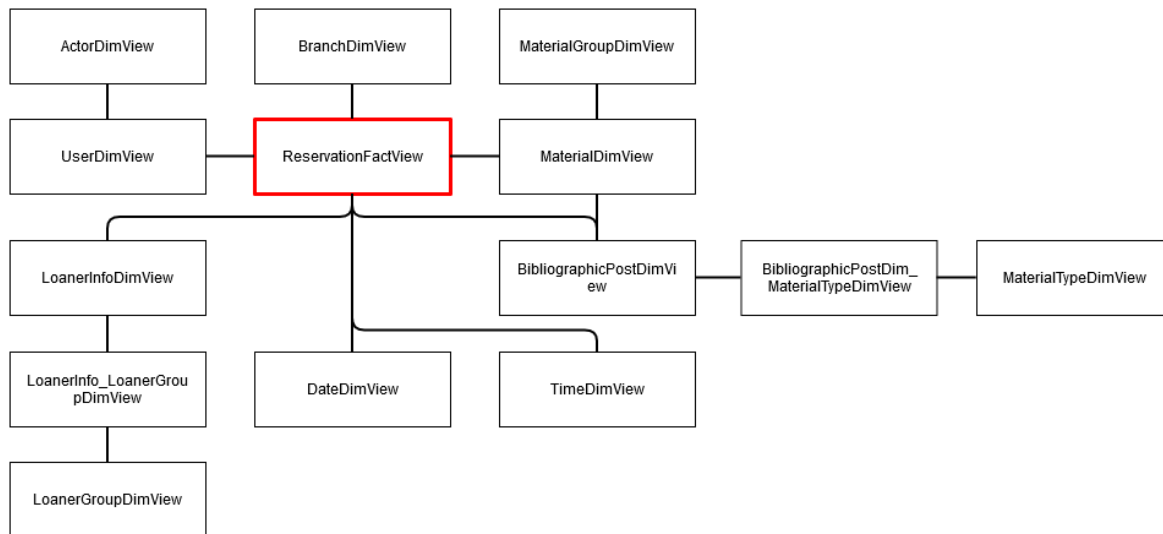 ActorDimView
BranchDimView
MaterialGroupDimView
UserDimView
ReservationFactView
MaterialDimView
LoanerInfoDimView
BibliographicPostDimVi
ew
BibliographicPostDim_
MaterialTypeDimView
MaterialTypeDimView
LoanerInfo_LoanerGrou
pDimView
DateDimView
TimeDimView
LoanerGroupDimView